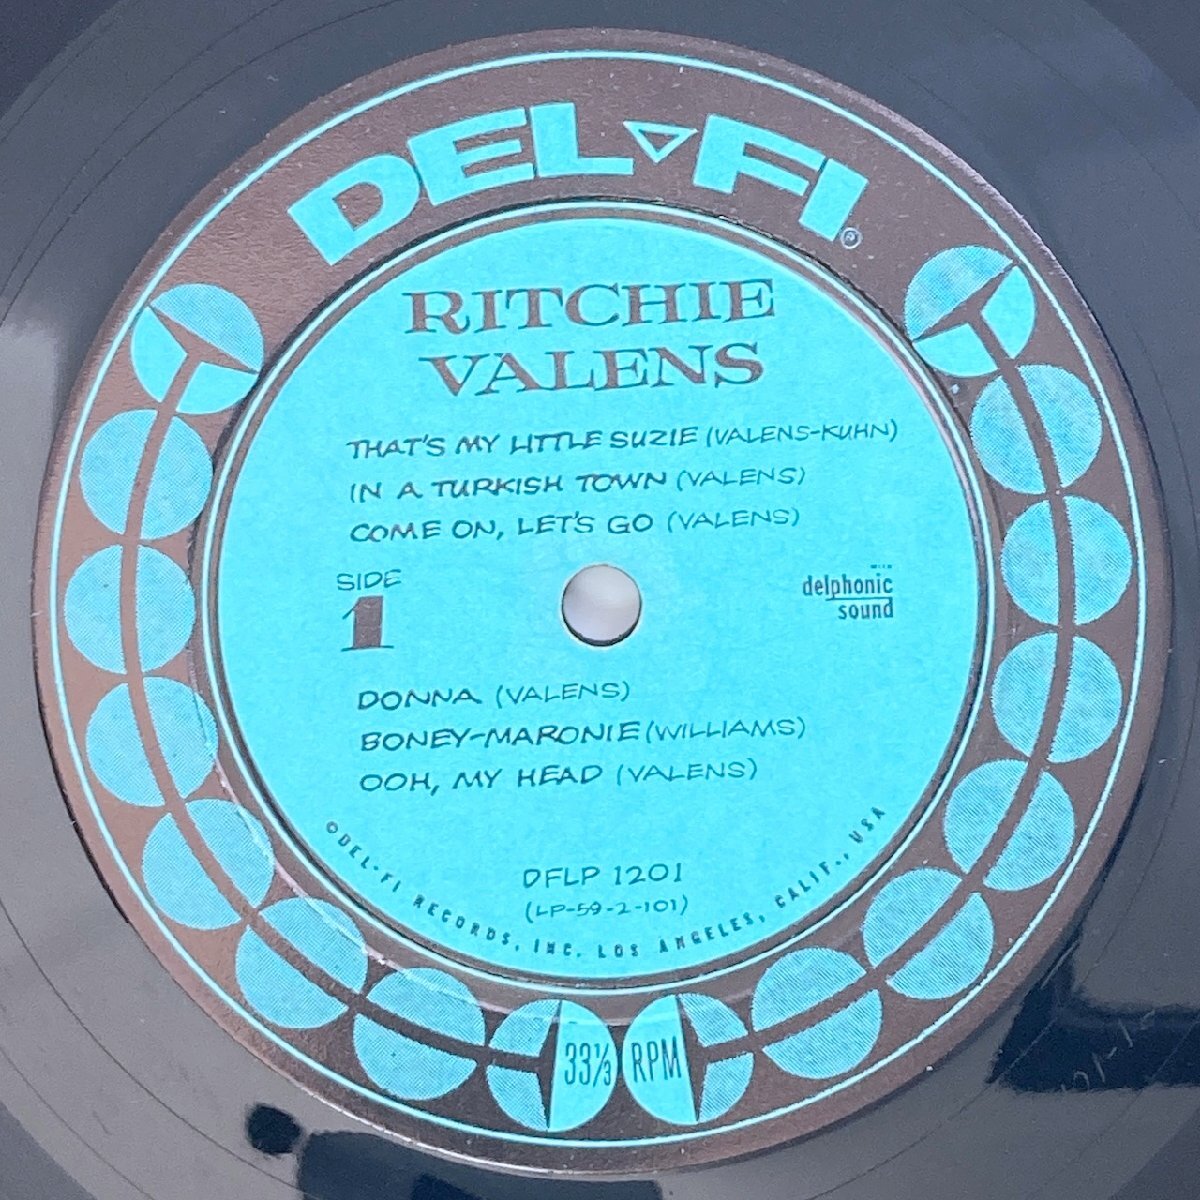 DEL-FI®
RITCHIE
VALENS
THAT'S MY LITTLE SUZIE (VALENS-KUHN)
IN A TURKISH TOWN (VALENS)
COME ON, LET'S GO (VALENS)
SIDE
1
delphonic
sound
DONNA (VALENS)
BONEY-MARONIE (WILLIAMS)
OOH, MY HEAD (VALENS)
DFLP 1201
(LP-59-2-101)
©DEL-FI RECORDS, INC. LOS ANGELES, CALIF., USA
33⅓ RPM